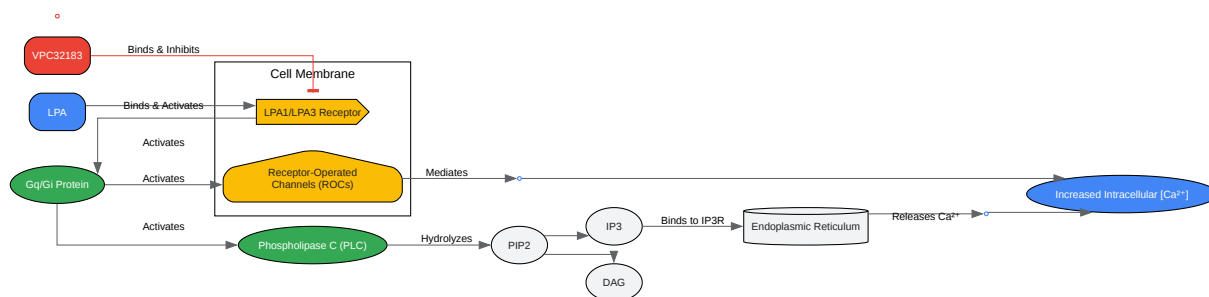 VPC32183
Binds & Inhibits
Cell Membrane
LPA
Binds & Activates
LPA1/LPA3 Receptor
Activates
Receptor-Operated
Channels (ROCs)
Mediates
Gq/Gi Protein
Activates
Increased Intracellular [Ca²⁺]
Activates
Phospholipase C (PLC)
Hydrolyzes
PIP2
IP3
Binds to IP3R
Endoplasmic Reticulum
Releases Ca²⁺
DAG